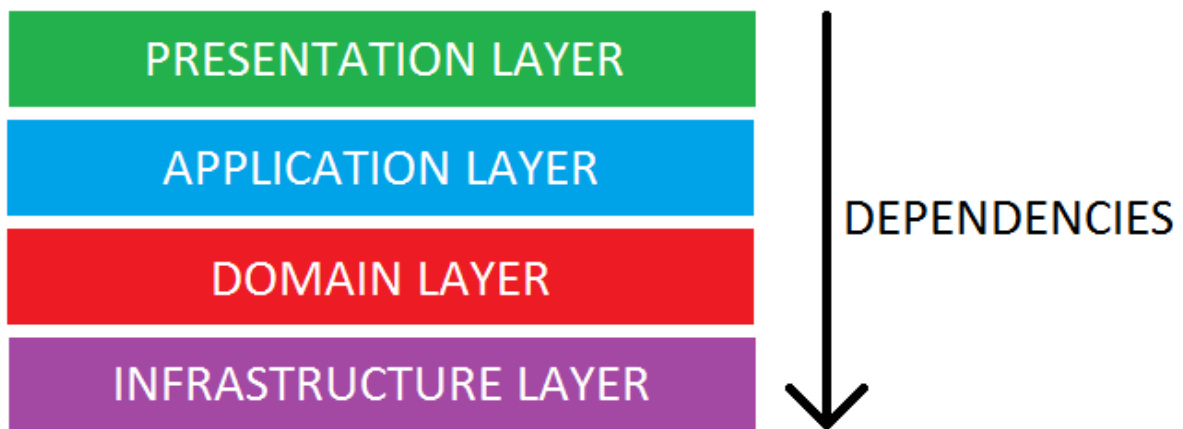 PRESENTATION LAYER
APPLICATION LAYER
DEPENDENCIES
DOMAIN LAYER
INFRASTRUCTURE LAYER